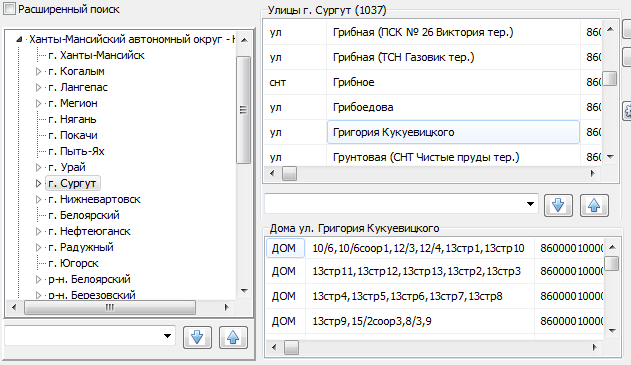 Расширенный поиск
Ханты-Мансийский автономный округ -
г. Ханты-Мансийск
г. Когалым
г. Лангепас
г. Мегион
г. Нягань
г. Покачи
г. Пыть-Ях
г. Урай
г. Сургут
г. Нижневартовск
г. Белоярский
г. Нефтеюганск
г. Радужный
г. Югорск
р-н. Белоярский
р-н. Березовский
Улицы г. Сургут (1037)
ул Грибная (ПСК № 26 Виктория тер.) 860
ул Грибная (ТСН Газовик тер.) 860
снт Грибное 860
ул Грибоедова 860
ул Григория Кукуевицкого 860
ул Грунтовая (СНТ Чистые пруды тер.) 860
Дома ул. Григория Кукуевицкого
ДОМ 10/6,10/6соор1,12/3,12/4,13стр1,13стр10 86000010000
ДОМ 13стр11,13стр12,13стр13,13стр2,13стр3 86000010000
ДОМ 13стр4,13стр5,13стр6,13стр7,13стр8 86000010000
ДОМ 13стр9,15/2соор3,8/3,9 86000010000